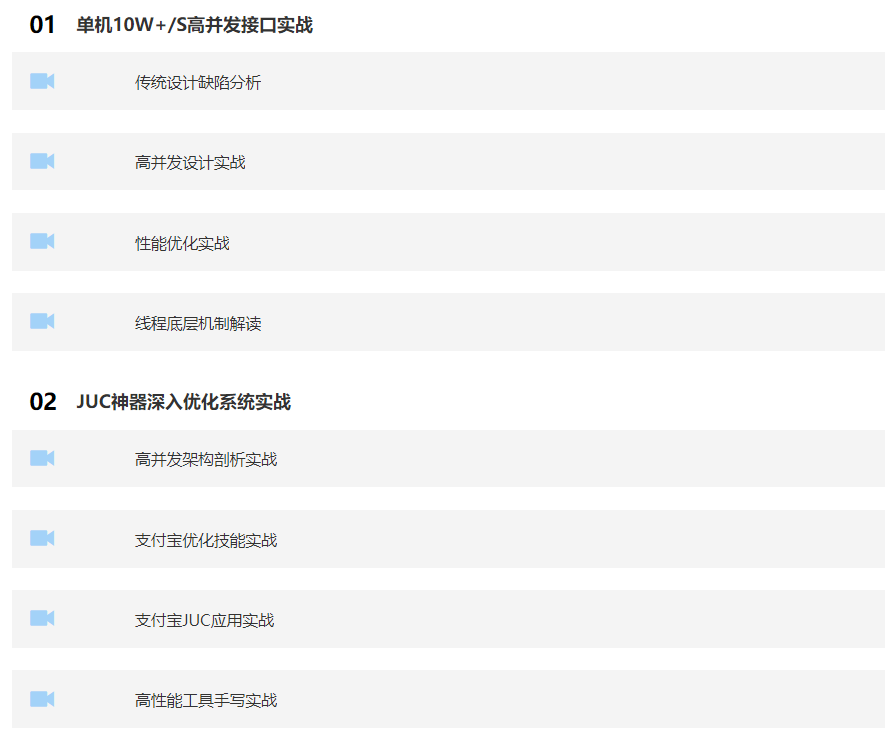 01 单机10W+/S高并发接口实战
传统设计缺陷分析
高并发设计实战
性能优化实战
线程底层机制解读
02 JUC神器深入优化系统实战
高并发架构剖析实战
支付宝优化技能实战
支付宝JUC应用实战
高性能工具手写实战